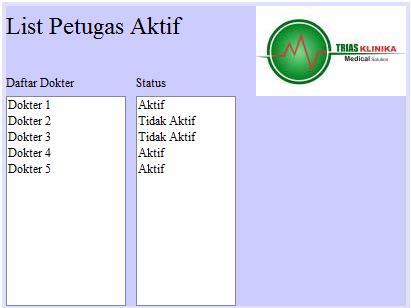 List Petugas Aktif
TRIAS KLINIKA
Medical Solution
Daftar Dokter
Status
Dokter 1
Aktif
Dokter 2
Tidak Aktif
Dokter 3
Tidak Aktif
Dokter 4
Aktif
Dokter 5
Aktif